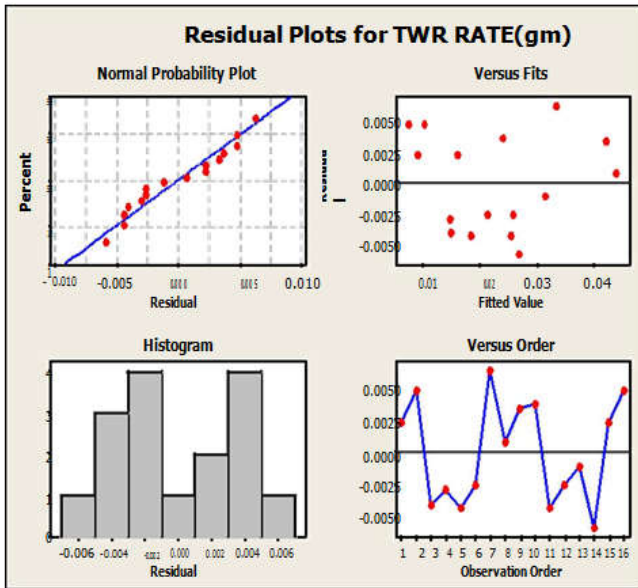 Residual Plots for TWR RATE(gm)
Normal Probability Plot
Percent
-0.010 -0.005 0.010
Residual
Versus Fits
0.0050
0.0025
0.0000
-0.0025
-0.0050
0.01 0.02 0.03 0.04
Fitted Value
Histogram
4
3
2
1
0
-0.006 -0.004 -0.002 0.000 0.002 0.004 0.006
Residual
Versus Order
0.0050
0.0025
0.0000
-0.0025
-0.0050
1 2 3 4 5 6 7 8 9 10 11 12 13 14 15 16
Observation Order